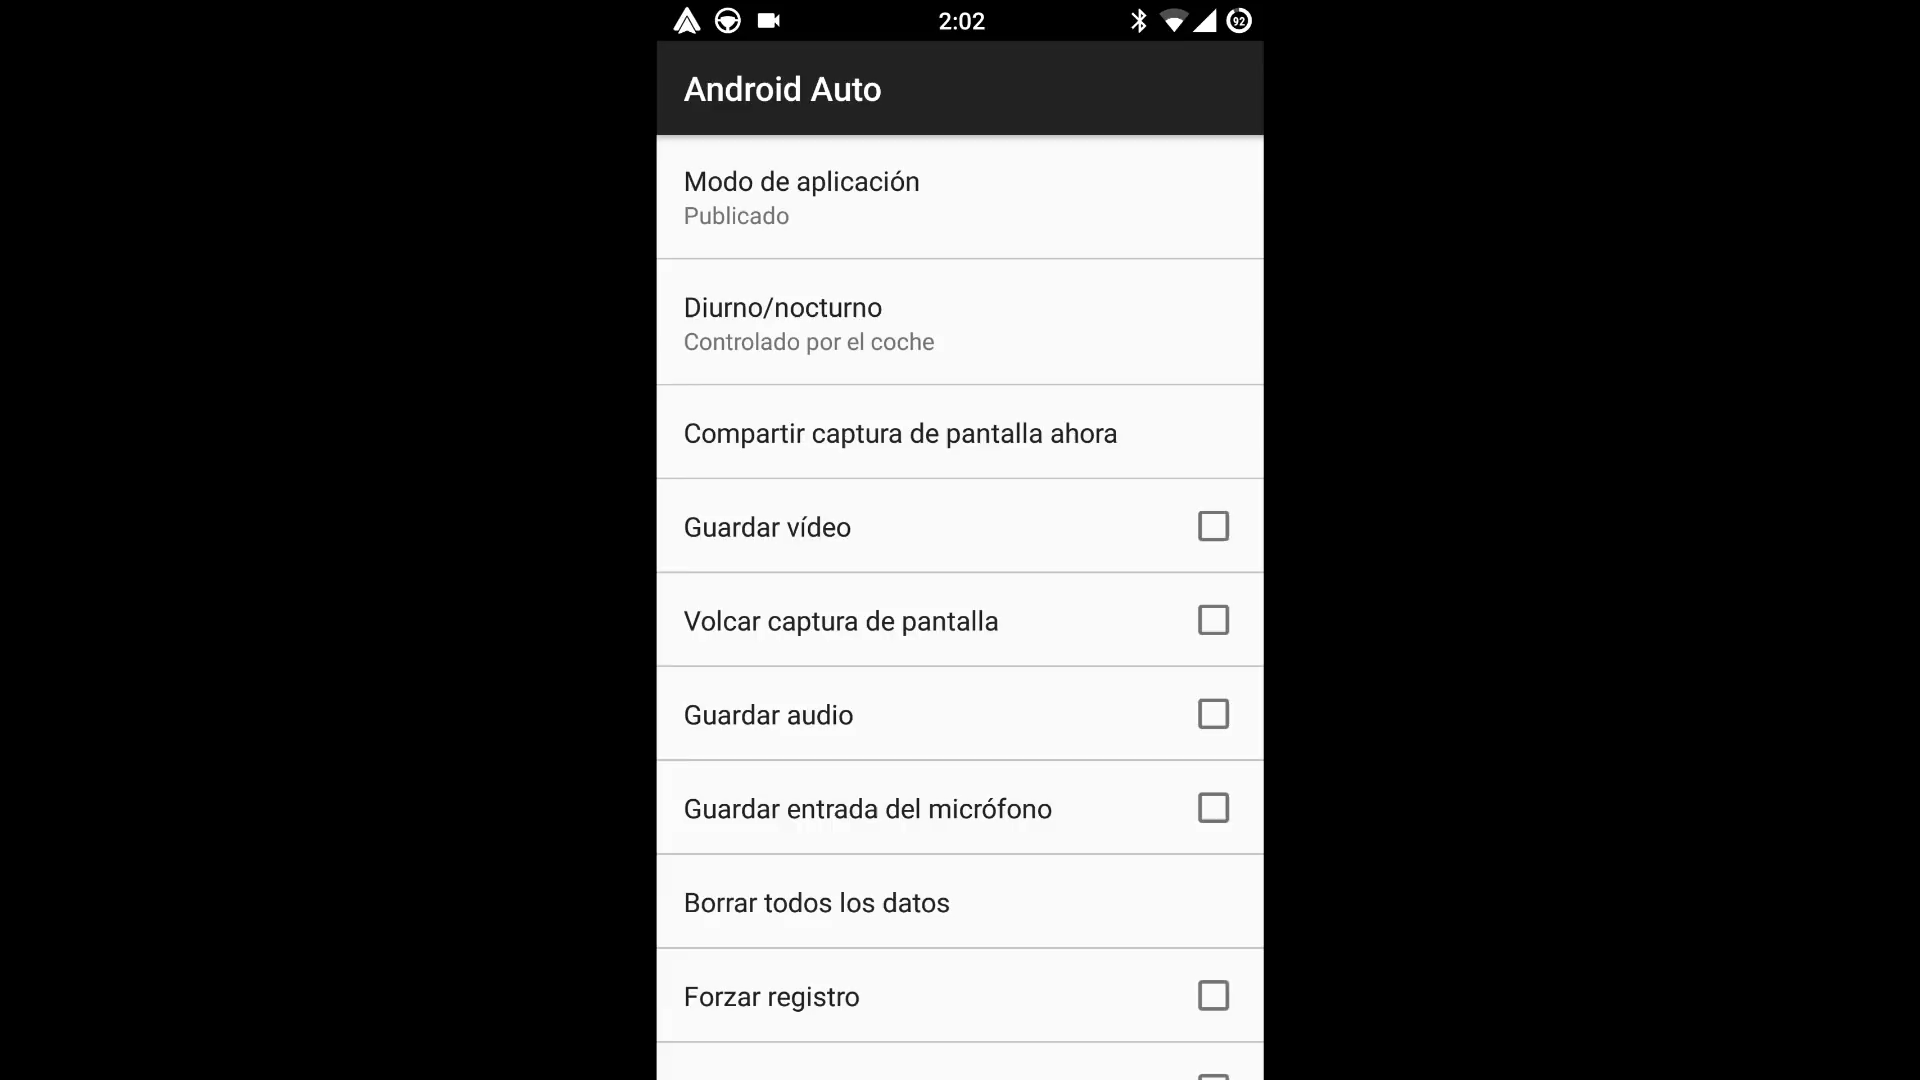 2:02
92
Android Auto
Modo de aplicación
Publicado
Diurno/nocturno
Controlado por el coche
Compartir captura de pantalla ahora
Guardar vídeo
Volcar captura de pantalla
Guardar audio
Guardar entrada del micrófono
Borrar todos los datos
Forzar registro